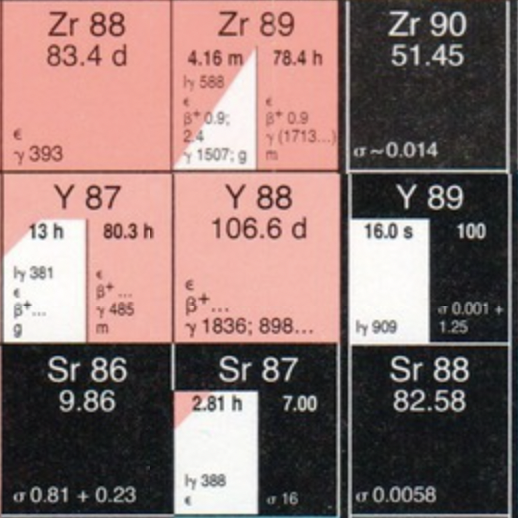 Zr 88
83.4 d
ϵ
γ 393
Zr 89
4.16 m 78.4 h
Iγ 588
ϵ
β⁺ 0.9;
2.4
γ 1507; g
ϵ
β⁺ 0.9
γ (1713...)
m
Zr 90
51.45
σ ~0.014
Y 87
13 h 80.3 h
Iγ 381
ϵ
β⁺...
g
ϵ
β⁺ ...
γ 485
m
Y 88
106.6 d
ϵ
β⁺...
γ 1836; 898...
Y 89
16.0 s 100
Iγ 909
σ 0.001 +
1.25
Sr 86
9.86
σ 0.81 + 0.23
Sr 87
2.81 h 7.00
Iγ 388
ϵ
σ 16
Sr 88
82.58
σ 0.0058